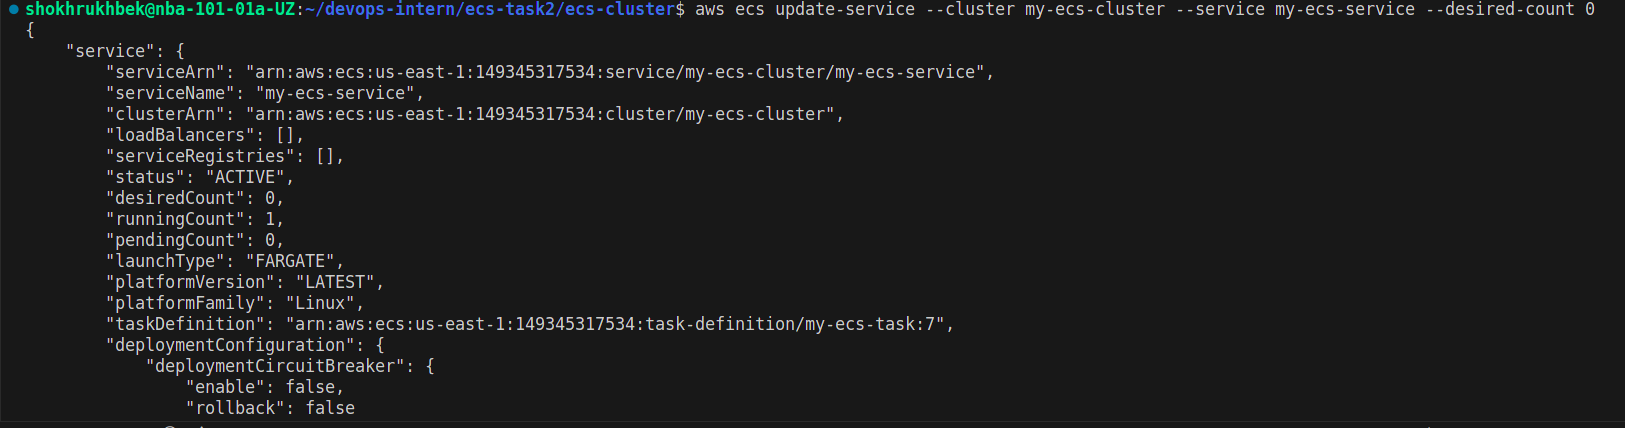 shokhrukhbek@nba-101-01a-UZ:~/devops-intern/ecs-task2/ecs-cluster$ aws ecs update-service --cluster my-ecs-cluster --service my-ecs-service --desired-count 0
{
    "service": {
        "serviceArn": "arn:aws:ecs:us-east-1:149345317534:service/my-ecs-cluster/my-ecs-service",
        "serviceName": "my-ecs-service",
        "clusterArn": "arn:aws:ecs:us-east-1:149345317534:cluster/my-ecs-cluster",
        "loadBalancers": [],
        "serviceRegistries": [],
        "status": "ACTIVE",
        "desiredCount": 0,
        "runningCount": 1,
        "pendingCount": 0,
        "launchType": "FARGATE",
        "platformVersion": "LATEST",
        "platformFamily": "Linux",
        "taskDefinition": "arn:aws:ecs:us-east-1:149345317534:task-definition/my-ecs-task:7",
        "deploymentConfiguration": {
            "deploymentCircuitBreaker": {
                "enable": false,
                "rollback": false